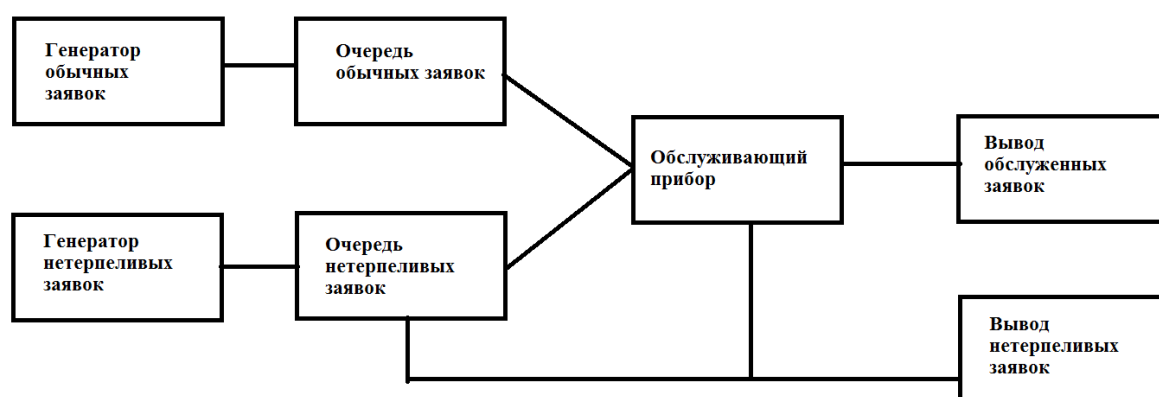 Генератор
обычных
заявок
Очередь
обычных заявок
Обслуживающий
прибор
Вывод
обслуженных
заявок
Генератор
нетерпеливых
заявок
Очередь
нетерпеливых
заявок
Вывод
нетерпеливых
заявок